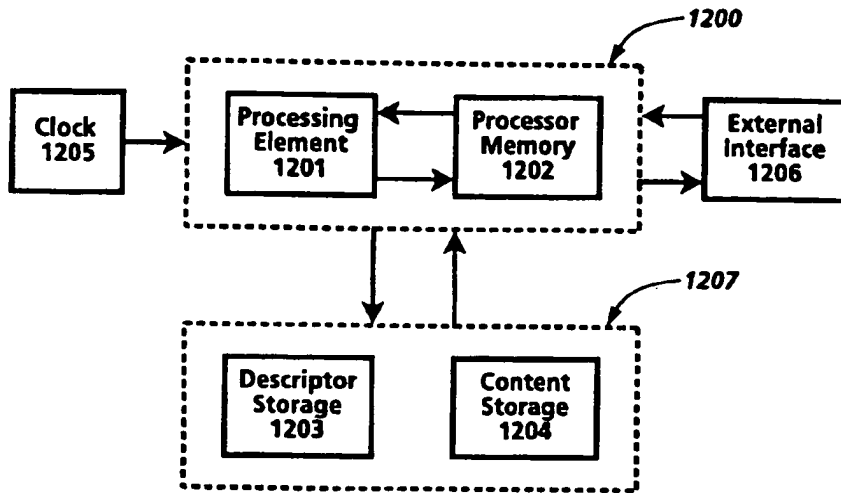 1200
Clock
1205
Processing
Element
1201
Processor
Memory
1202
External
Interface
1206
1207
Descriptor
Storage
1203
Content
Storage
1204